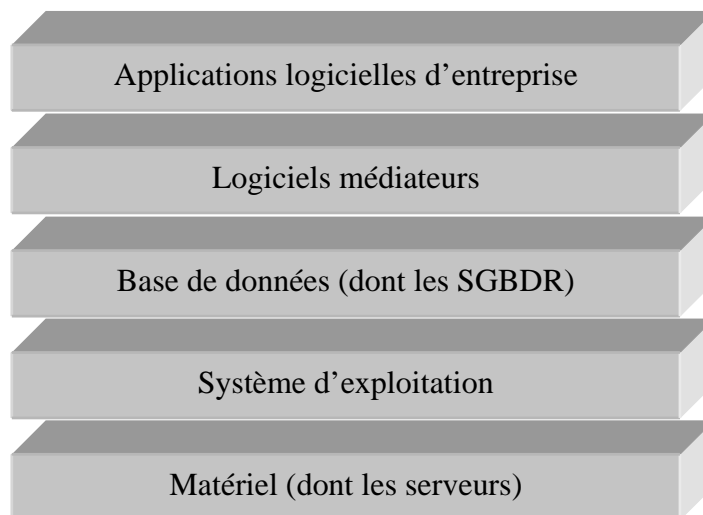 Applications logicielles d’entreprise
Logiciels médiateurs
Base de données (dont les SGBDR)
Système d’exploitation
Matériel (dont les serveurs)